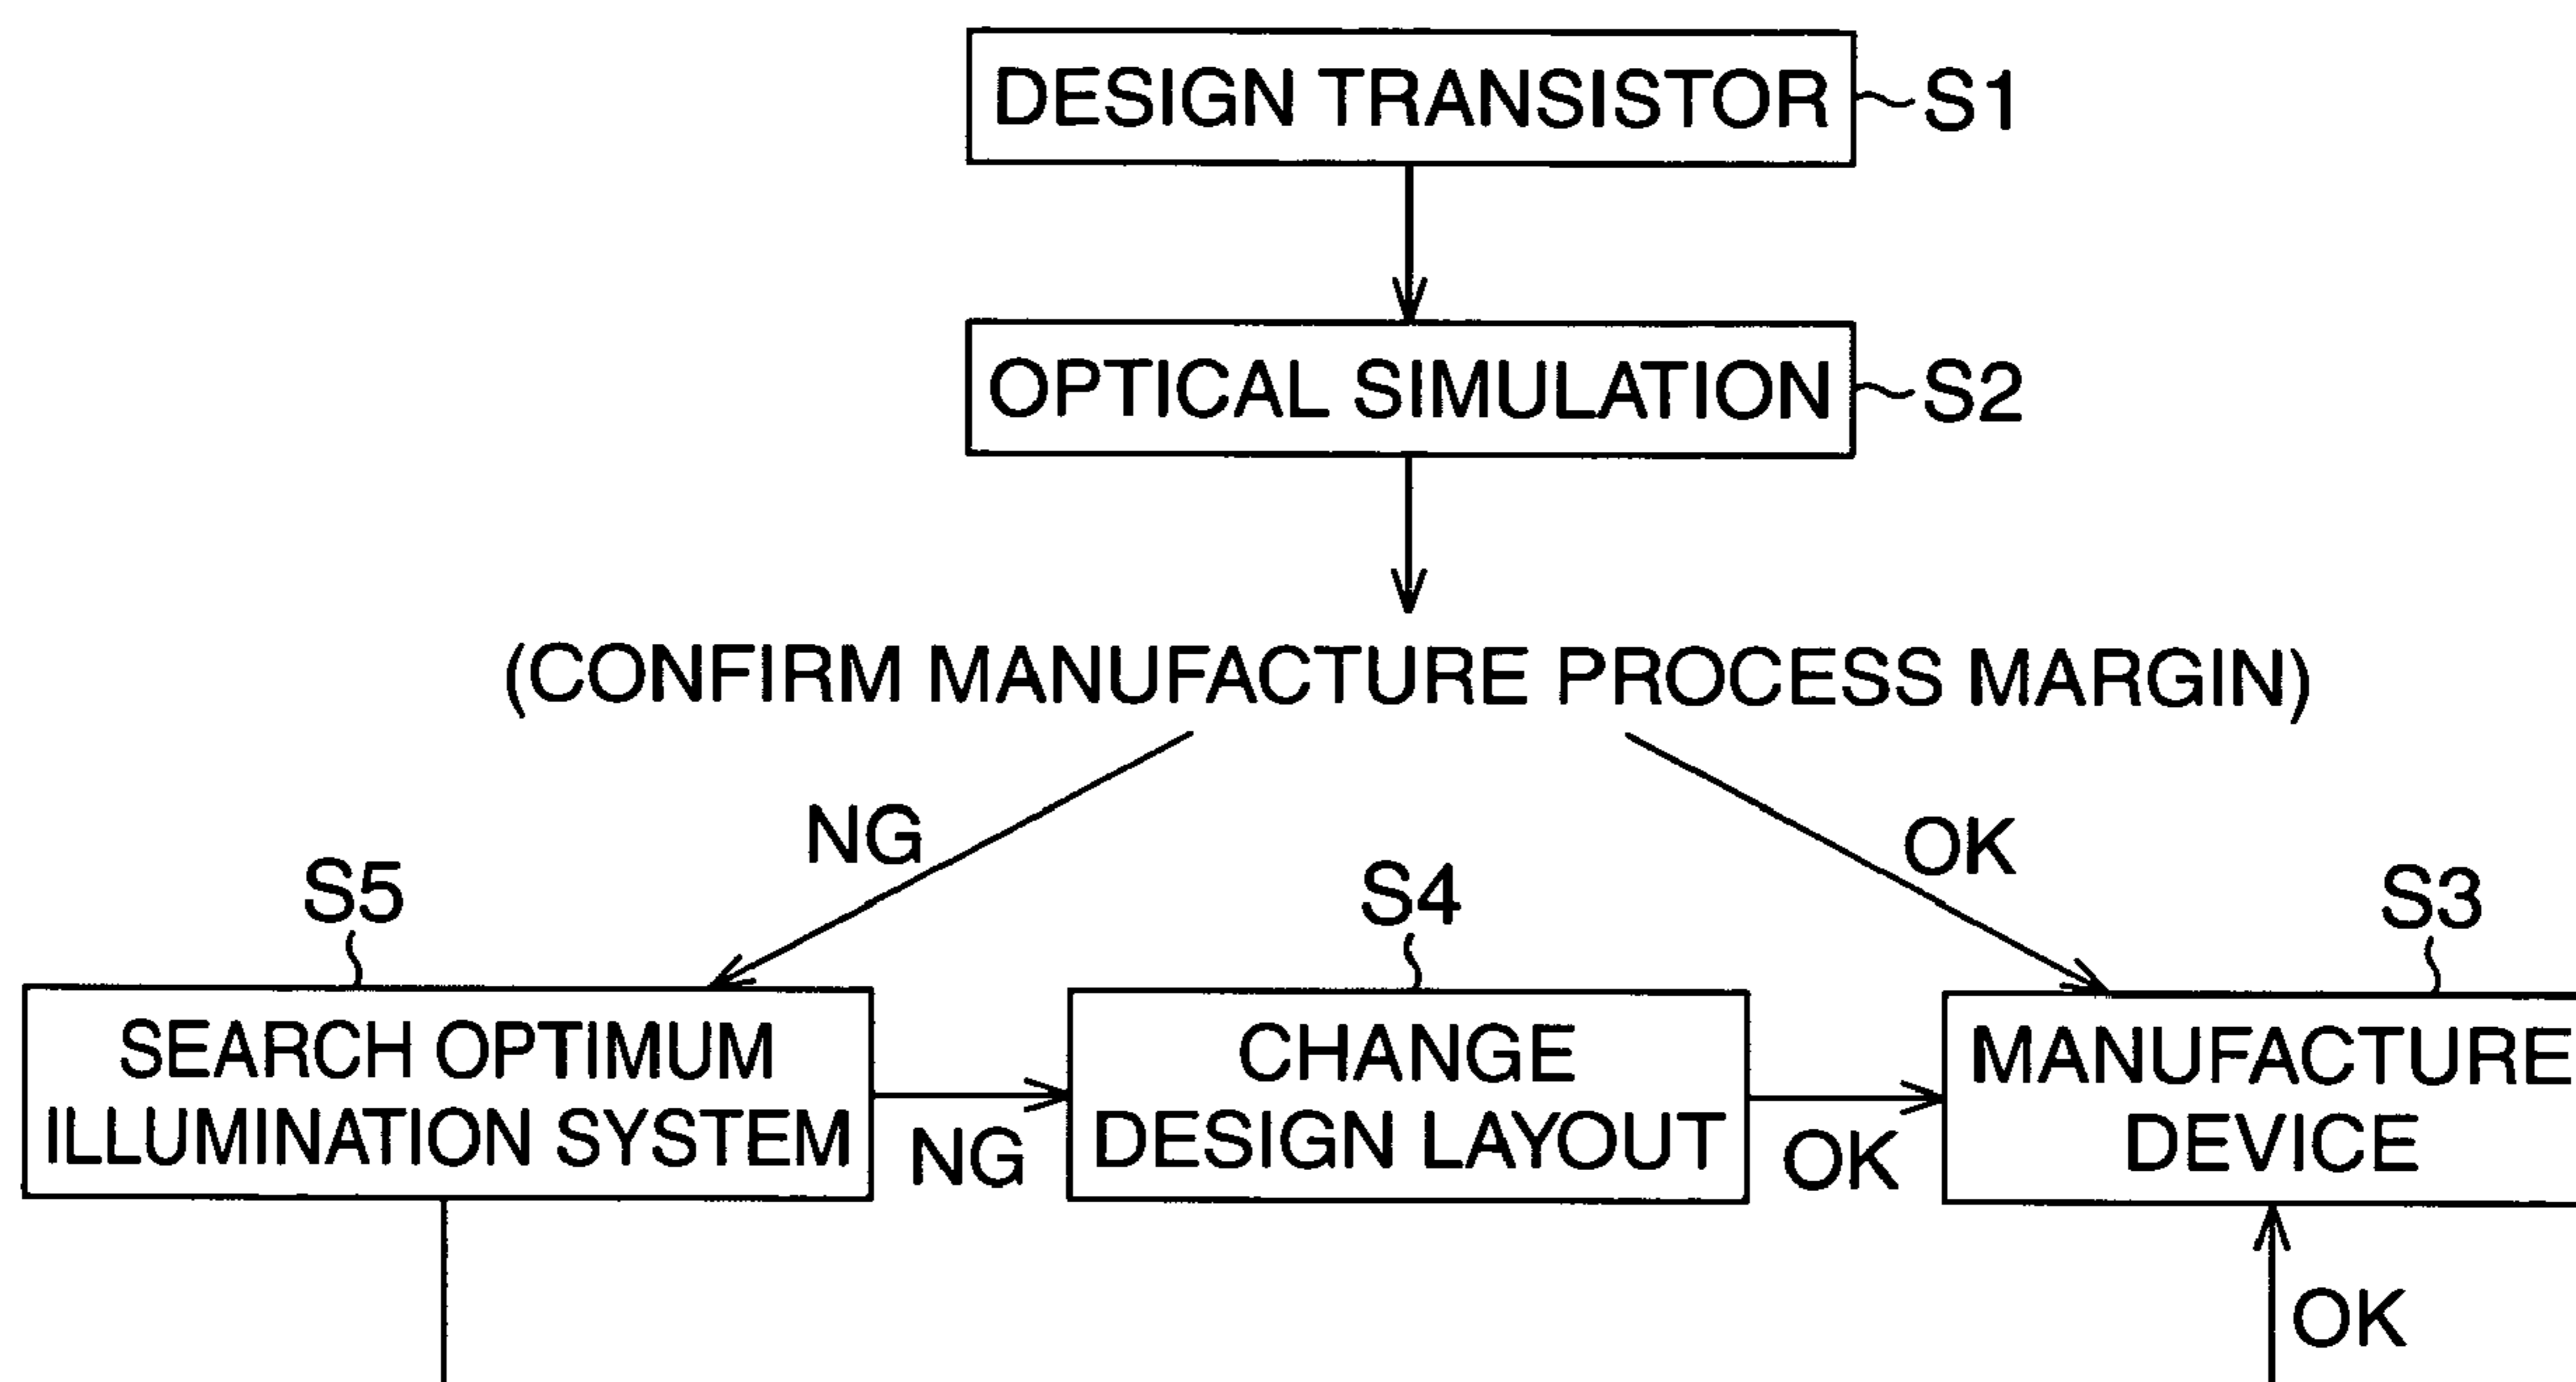 DESIGN TRANSISTOR
S1
OPTICAL SIMULATION
S2
(CONFIRM MANUFACTURE PROCESS MARGIN)
NG
OK
S5
S4
S3
SEARCH OPTIMUM
ILLUMINATION SYSTEM
NG
CHANGE
DESIGN LAYOUT
OK
MANUFACTURE
DEVICE
OK